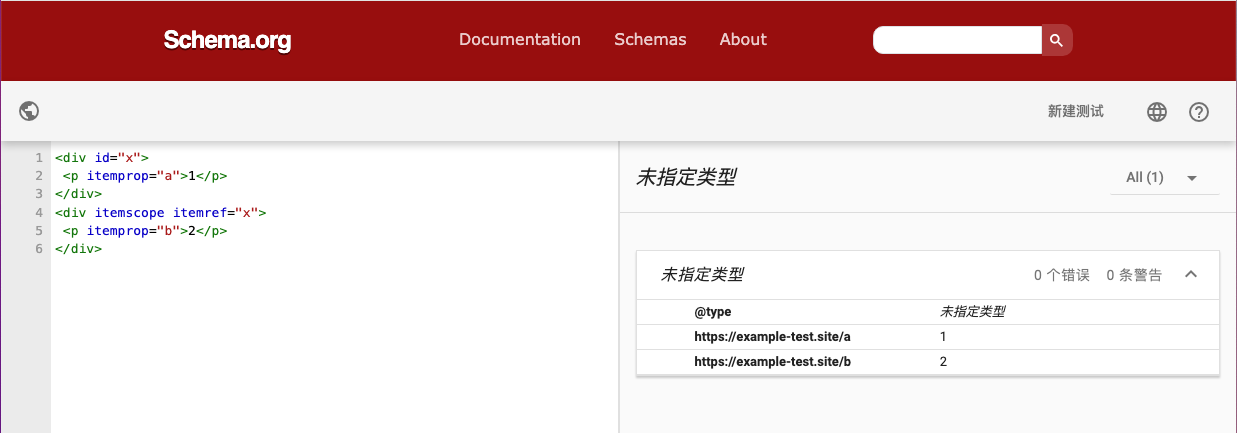 Schema.org
Documentation Schemas About
新建测试
1 <div id="x">
2  <p itemprop="a">1</p>
3 </div>
4 <div itemscope itemref="x">
5  <p itemprop="b">2</p>
6 </div>
未指定类型 All (1)
未指定类型 0 个错误 0 条警告
@type 未指定类型
https://example-test.site/a 1
https://example-test.site/b 2